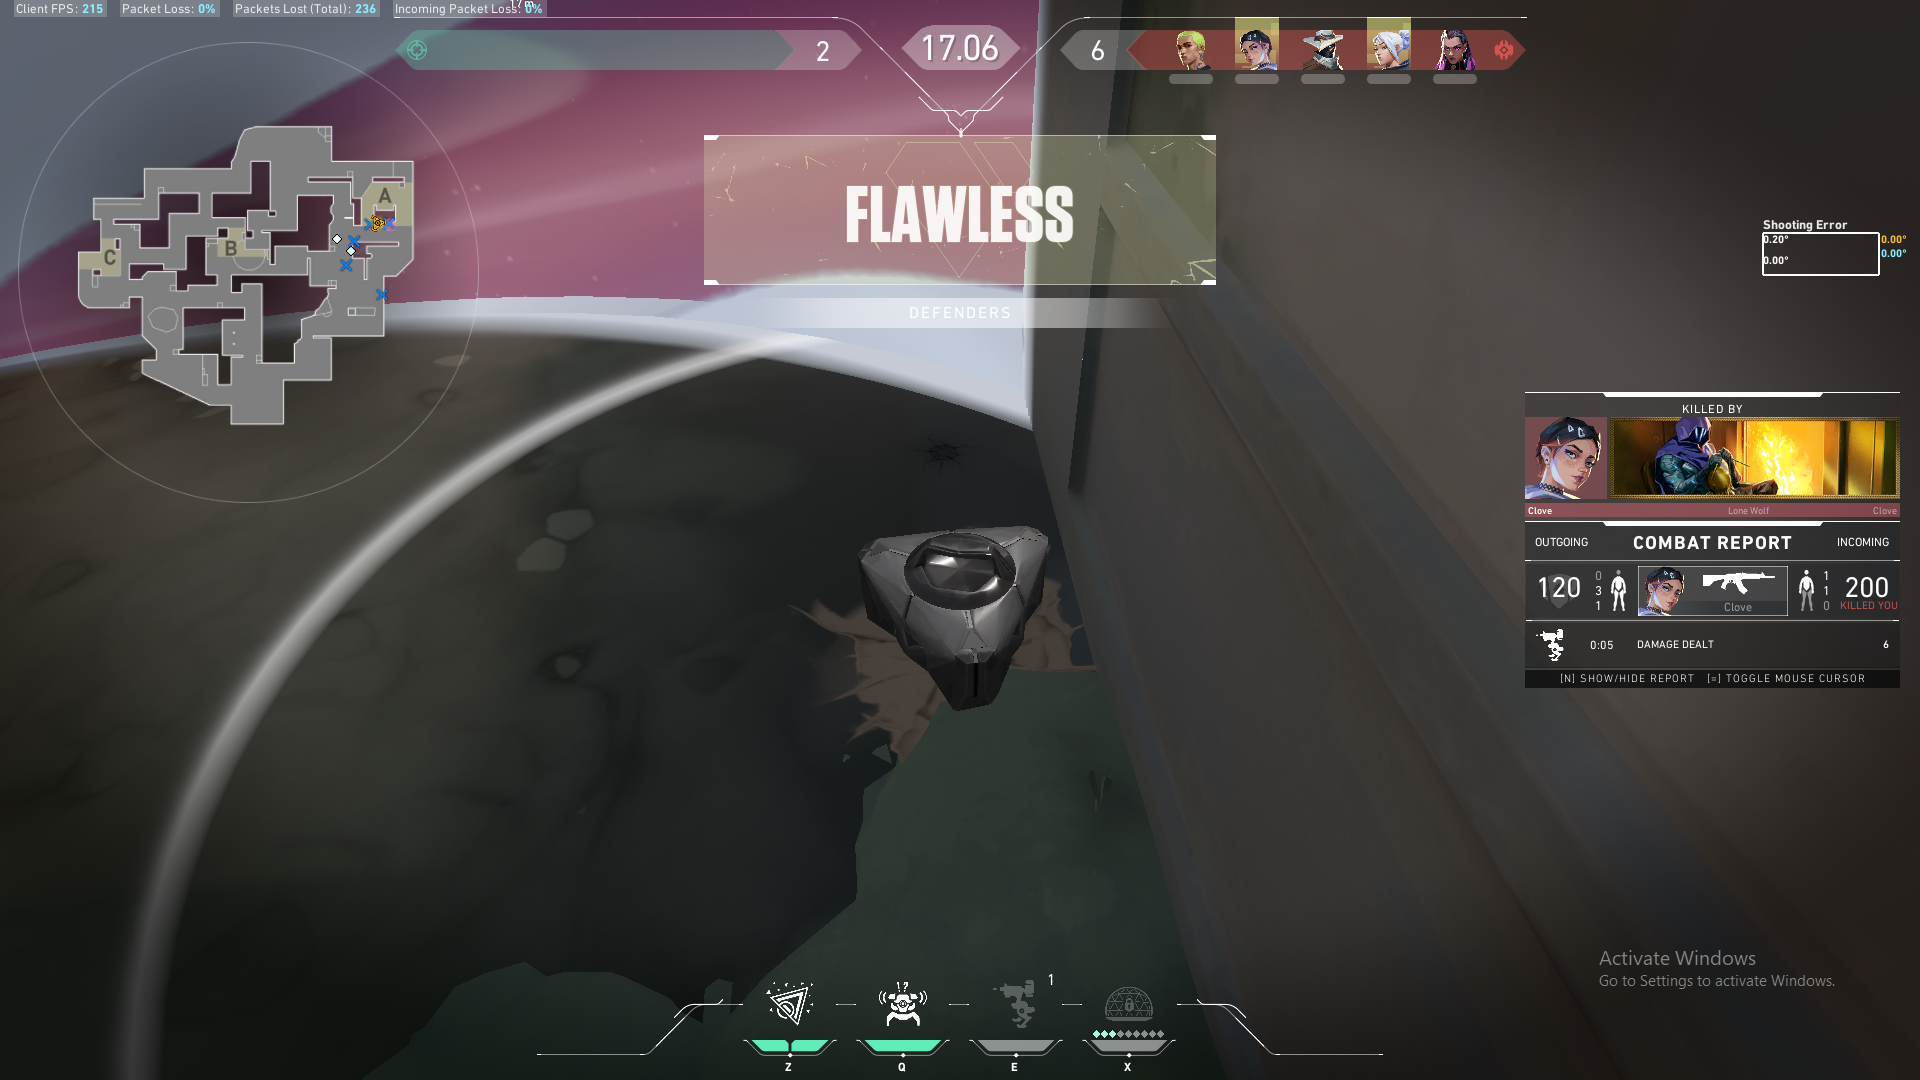 Client FPS: 215 Packet Loss: 0% Packets Lost (Total): 236 Incoming Packet Loss: 0%
2 17.06 6
FLAWLESS
DEFENDERS
A
B
C
Shooting Error
0.20° 0.00°
0.00°
0.00°
KILLED BY
Clove Lone Wolf Clove
OUTGOING COMBAT REPORT INCOMING
120 0 3 1 Clove 1 1 0 200 KILLED YOU
0:05 DAMAGE DEALT 6
[N] SHOW/HIDE REPORT [=] TOGGLE MOUSE CURSOR
Activate Windows
Go to Settings to activate Windows.
1
Z Q E X